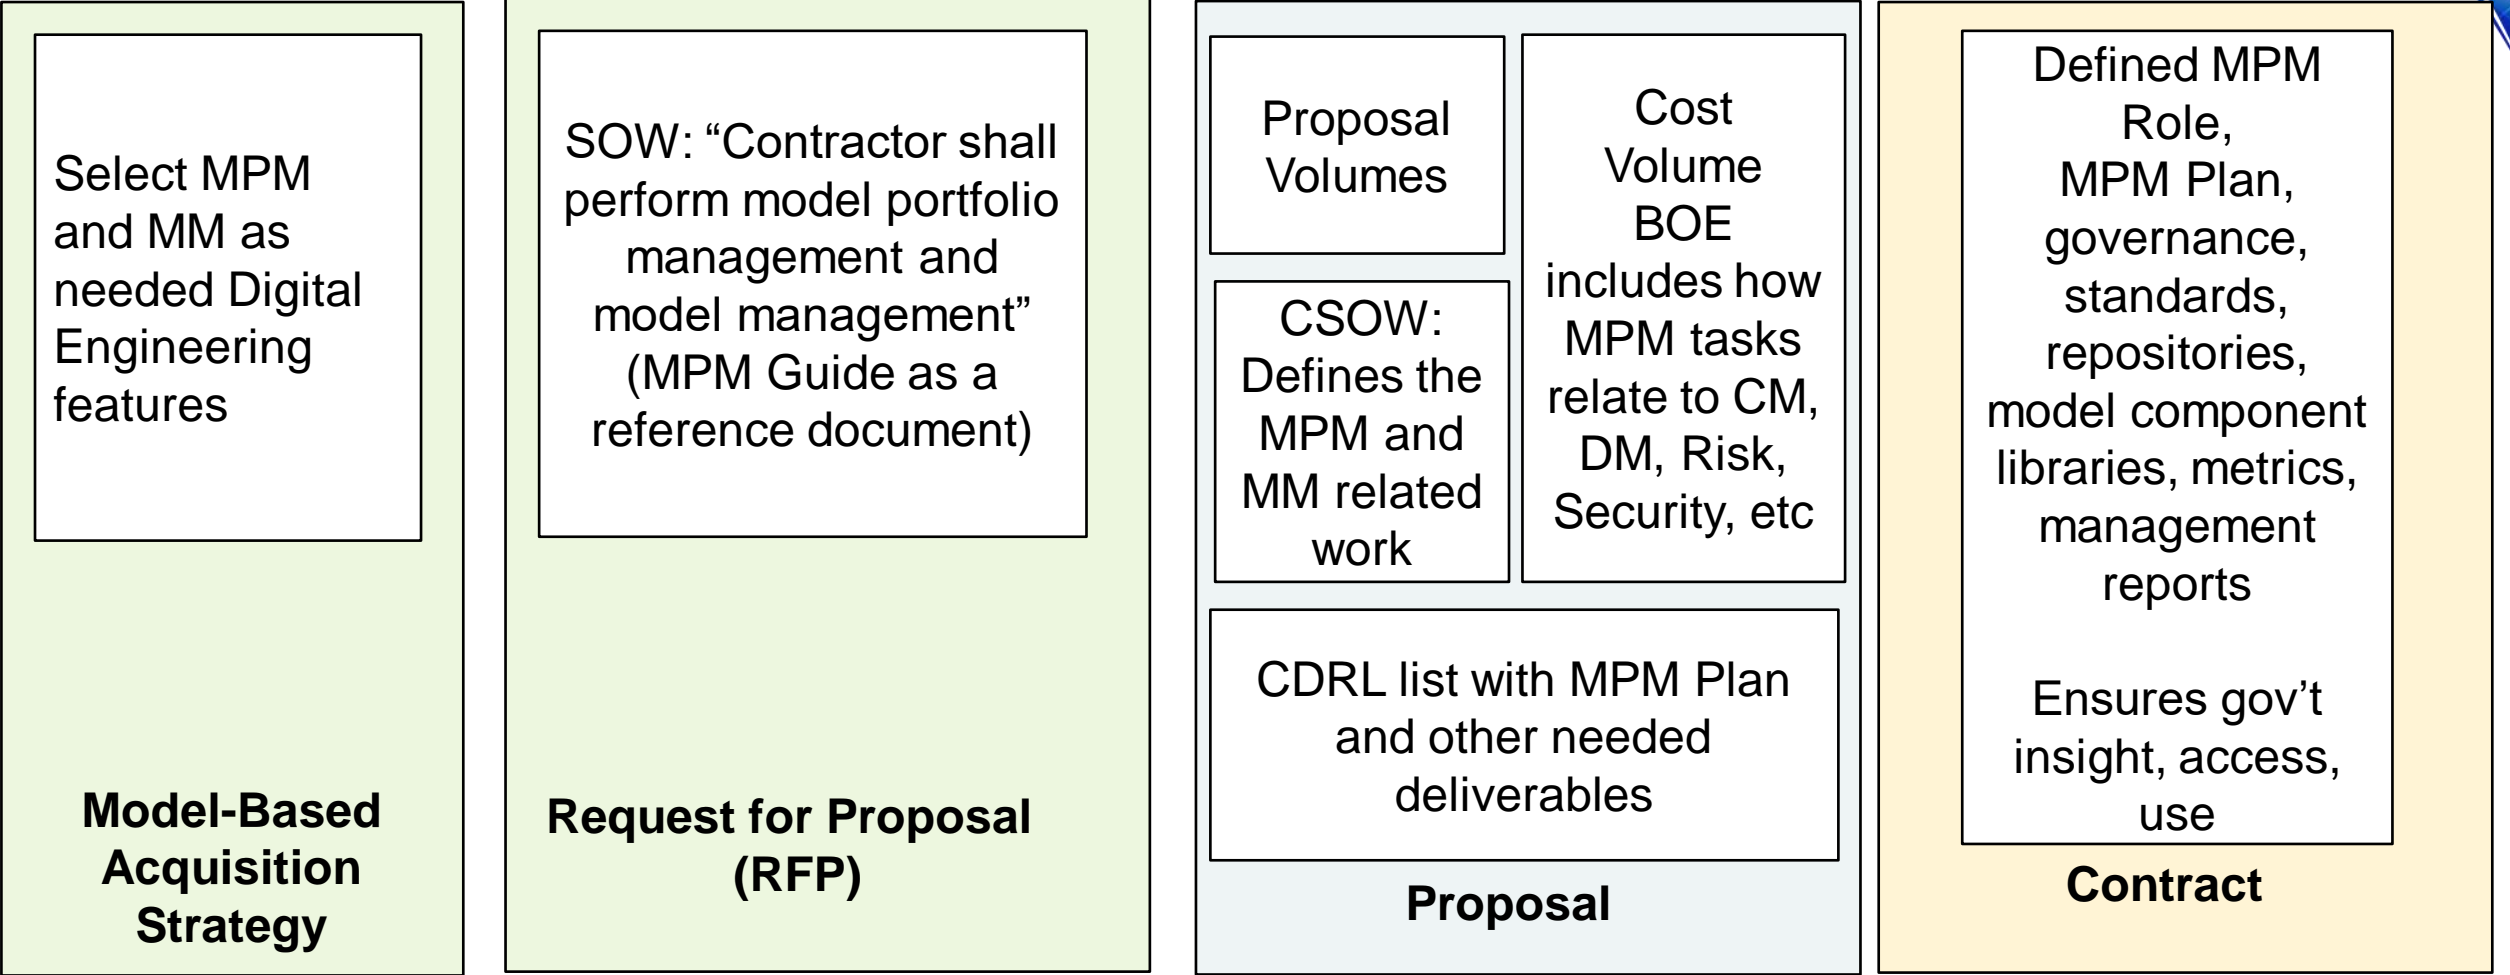 Select MPM
and MM as
needed Digital
Engineering
features
Model-Based
Acquisition
Strategy
SOW: “Contractor shall
perform model portfolio
management and
model management”
(MPM Guide as a
reference document)
Request for Proposal
(RFP)
Proposal
Volumes
CSOW:
Defines the
MPM and
MM related
work
Cost
Volume
BOE
includes how
MPM tasks
relate to CM,
DM, Risk,
Security, etc
CDRL list with MPM Plan
and other needed
deliverables
Proposal
Defined MPM
Role,
MPM Plan,
governance,
standards,
repositories,
model component
libraries, metrics,
management
reports
Ensures gov’t
insight, access,
use
Contract